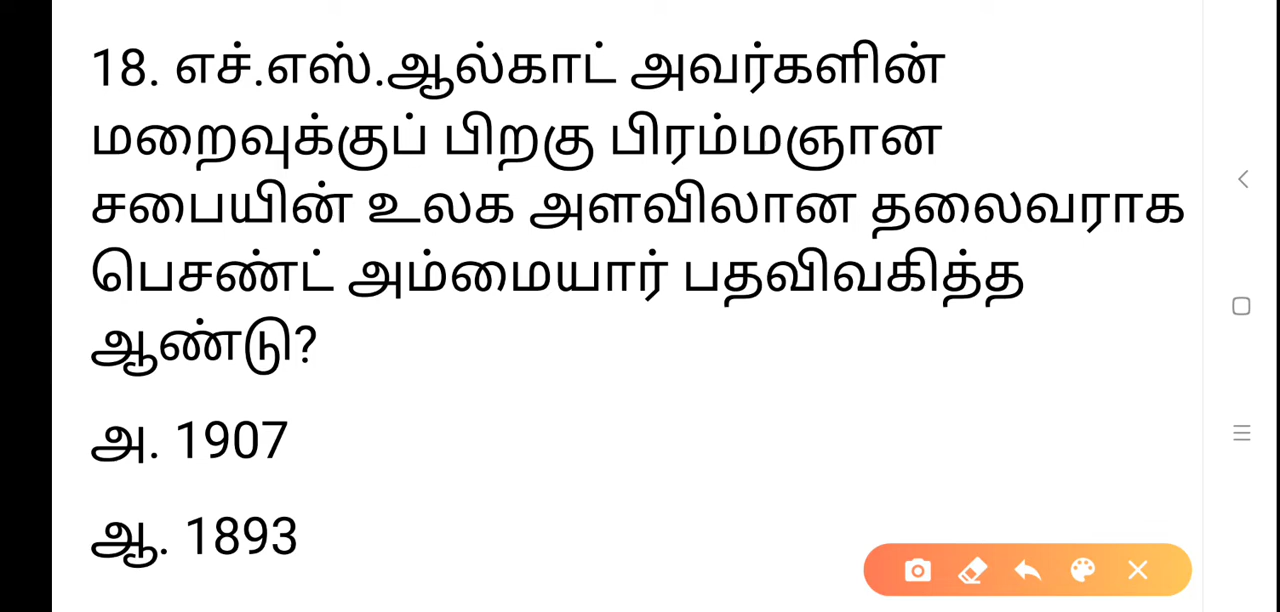 18. எச்.எஸ்.ஆல்காட் அவர்களின்
மறைவுக்குப் பிறகு பிரம்மஞான
சபையின் உலக அளவிலான தலைவராக
பெசண்ட் அம்மையார் பதவிவகித்த
ஆண்டு?
அ. 1907
ஆ. 1893